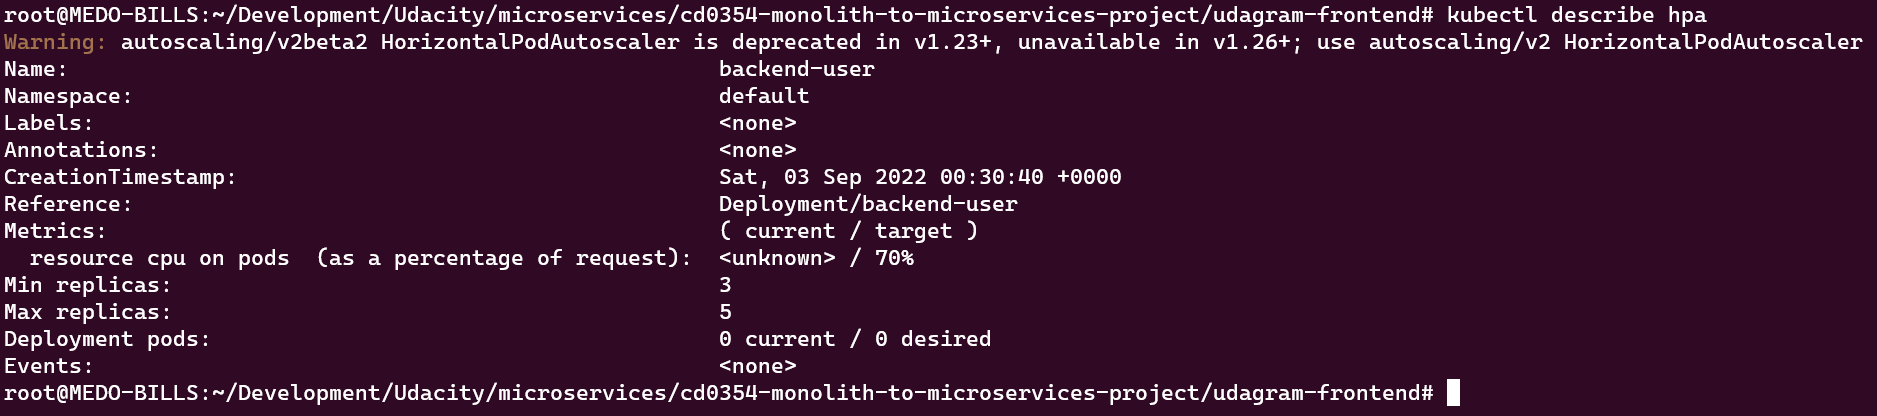 root@MEDO-BILLS:~/Development/Udacity/microservices/cd0354-monolith-to-microservices-project/udagram-frontend# kubectl describe hpa
Warning: autoscaling/v2beta2 HorizontalPodAutoscaler is deprecated in v1.23+, unavailable in v1.26+; use autoscaling/v2 HorizontalPodAutoscaler
Name: backend-user
Namespace: default
Labels: <none>
Annotations: <none>
CreationTimestamp: Sat, 03 Sep 2022 00:30:40 +0000
Reference: Deployment/backend-user
Metrics: ( current / target )
  resource cpu on pods  (as a percentage of request): <unknown> / 70%
Min replicas: 3
Max replicas: 5
Deployment pods: 0 current / 0 desired
Events: <none>
root@MEDO-BILLS:~/Development/Udacity/microservices/cd0354-monolith-to-microservices-project/udagram-frontend#